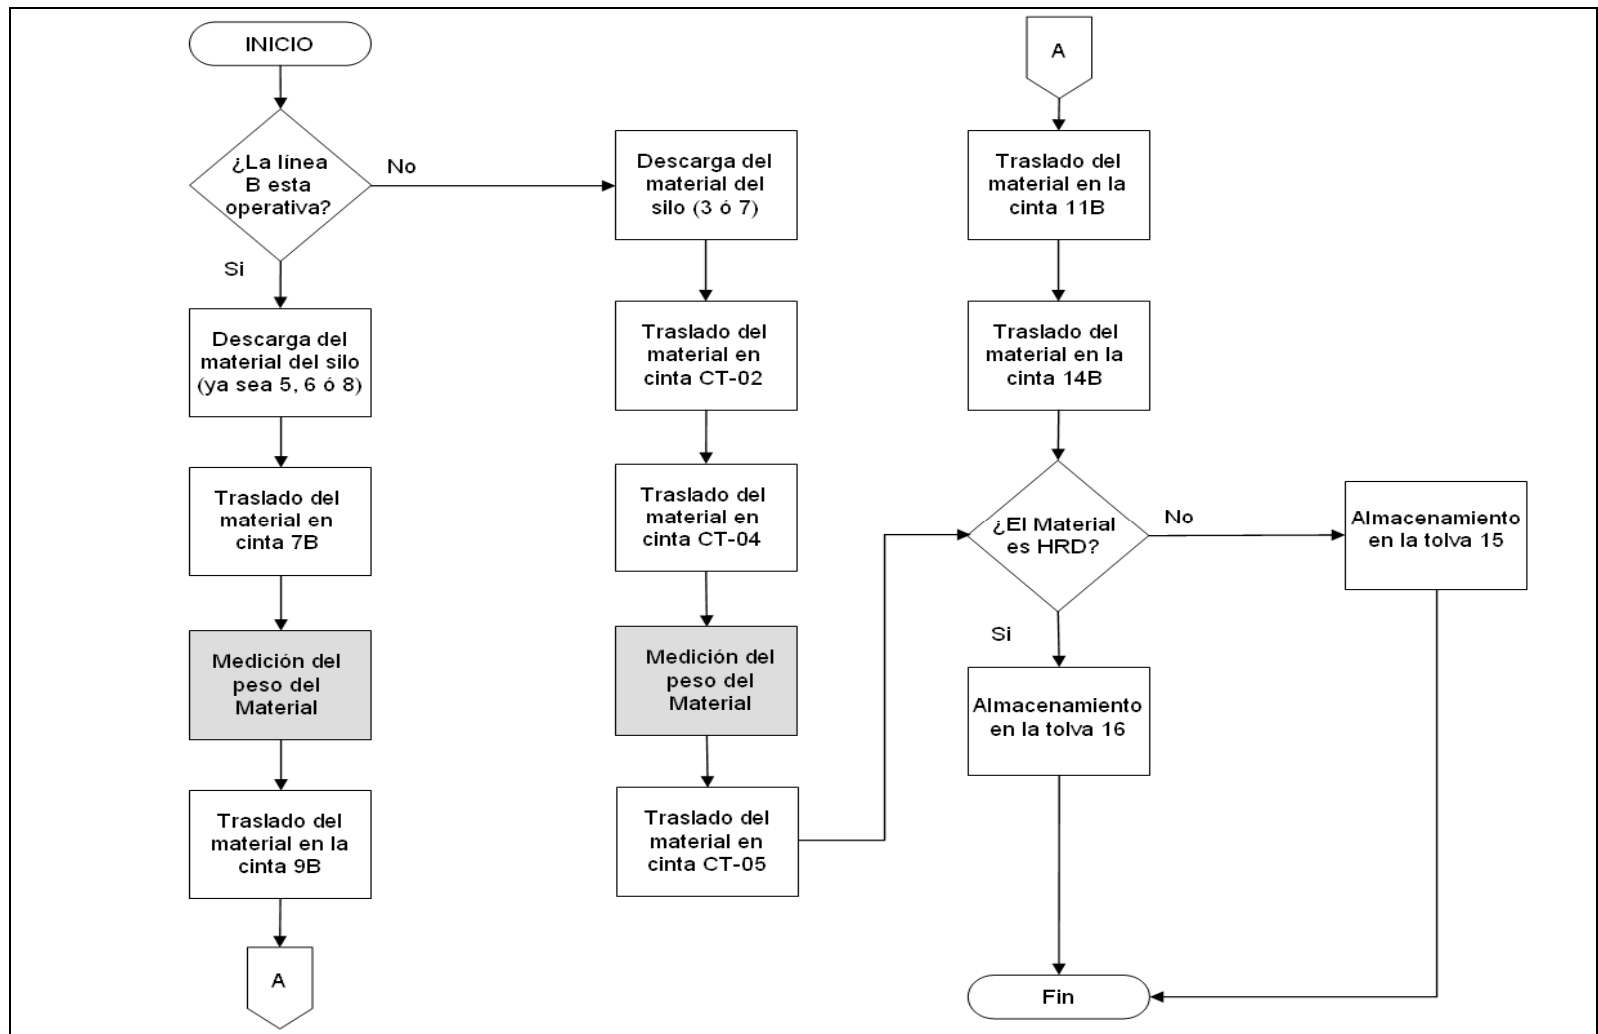 INICIO
¿La línea
B esta
operativa?
No
Si
Descarga del
material del silo
(ya sea 5, 6 ó 8)
Traslado del
material en
cinta 7B
Medición del
peso del
Material
Traslado del
material en la
cinta 9B
A
Descarga del
material del
silo (3 ó 7)
Traslado del
material en
cinta CT-02
Traslado del
material en
cinta CT-04
Medición del
peso del
Material
Traslado del
material en
cinta CT-05
A
Traslado del
material en la
cinta 11B
Traslado del
material en la
cinta 14B
¿El Material
es HRD?
No
Si
Almacenamiento
en la tolva 15
Almacenamiento
en la tolva 16
Fin